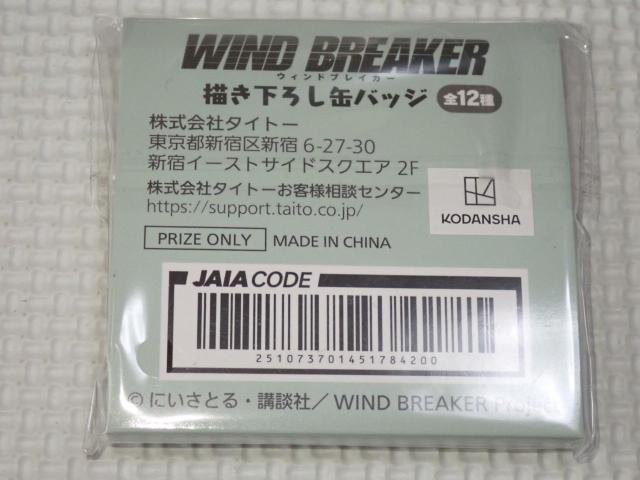 WIND BREAKER
ウィンドブレイカー
描き下ろし缶バッジ 全12種
株式会社タイトー
東京都新宿区新宿 6-27-30
新宿イーストサイドスクエア 2F
株式会社タイトーお客様相談センター
https://support.taito.co.jp/
KODANSHA
PRIZE ONLY MADE IN CHINA
JAIA CODE
251073701451784200
© にいさとる・講談社／ WIND BREAKER Project